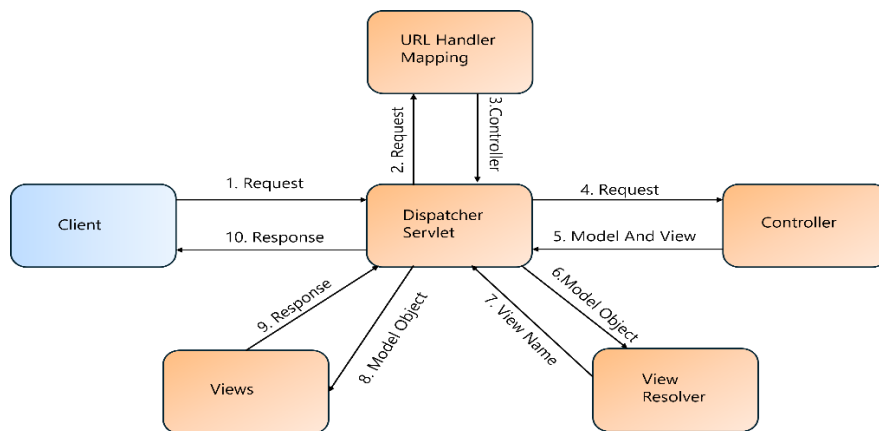 URL Handler
Mapping
2. Request
3.Controller
1. Request
4. Request
Client
Dispatcher
Servlet
Controller
10. Response
5. Model And View
9. Response
8. Model Object
7. View Name
6.Model Object
Views
View
Resolver